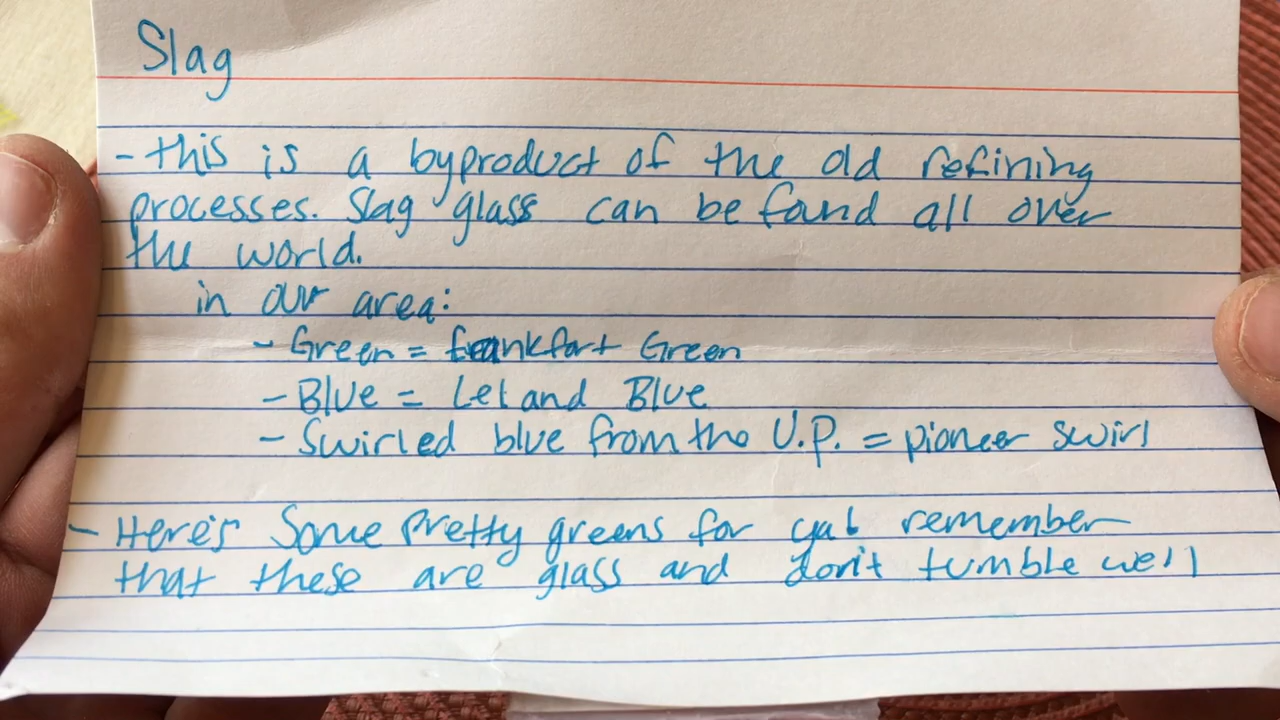 Slag
- this is a byproduct of the old refining
processes. Slag glass can be found all over
the world.
in our area:
- Green = frankfort Green
- Blue = Leland Blue
- Swirled blue from the U.P. = pioneer swirl
- Here's Some Pretty greens for remember
that these are glass and don't tumble well